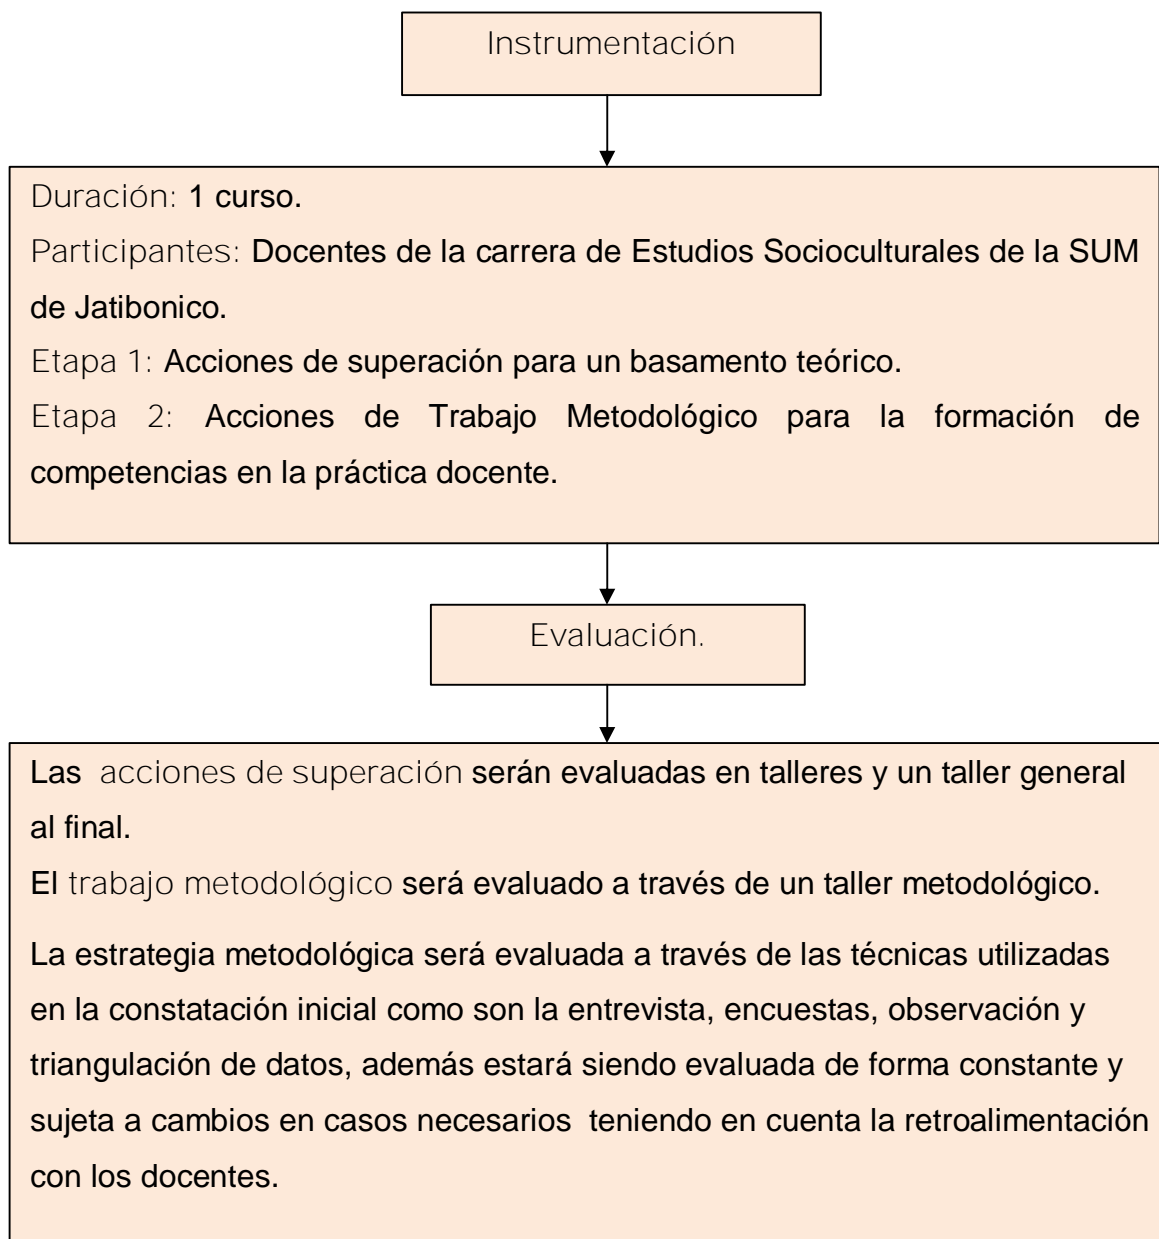 Instrumentación
Duración: 1 curso.
Participantes: Docentes de la carrera de Estudios Socioculturales de la SUM
de Jatibonico.
Etapa 1: Acciones de superación para un basamento teórico.
Etapa 2: Acciones de Trabajo Metodológico para la formación de
competencias en la práctica docente.
Evaluación.
Las acciones de superación serán evaluadas en talleres y un taller general
al final.
El trabajo metodológico será evaluado a través de un taller metodológico.
La estrategia metodológica será evaluada a través de las técnicas utilizadas
en la constatación inicial como son la entrevista, encuestas, observación y
triangulación de datos, además estará siendo evaluada de forma constante y
sujeta a cambios en casos necesarios teniendo en cuenta la retroalimentación
con los docentes.